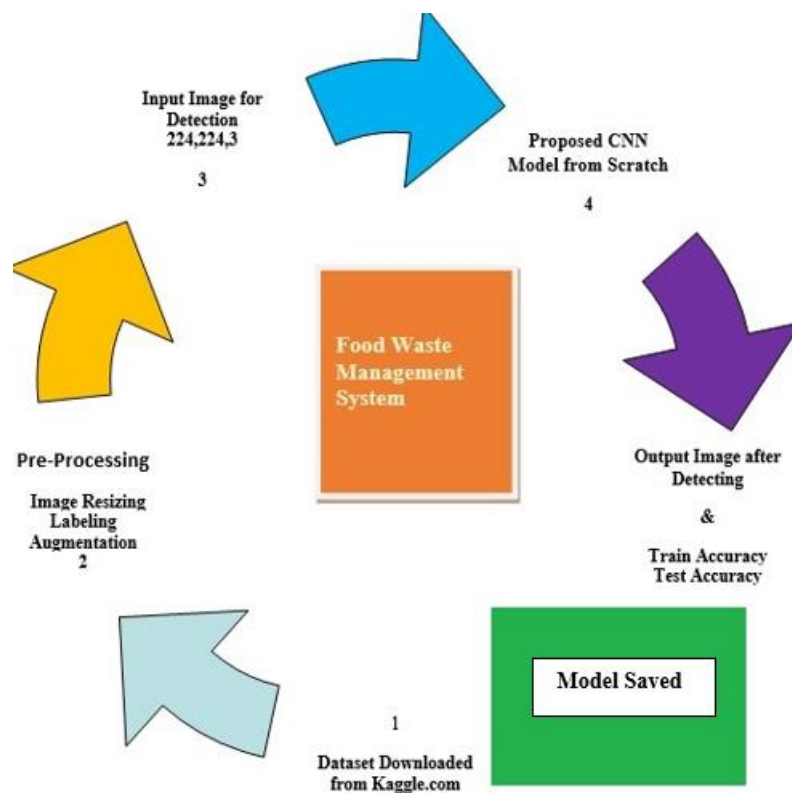 Input Image for
Detection
224,224,3
3
Proposed CNN
Model from Scratch
4
Food Waste
Management
System
Pre-Processing
Image Resizing
Labeling
Augmentation
2
Output Image after
Detecting
&
Train Accuracy
Test Accuracy
Model Saved
1
Dataset Downloaded
from Kaggle.com